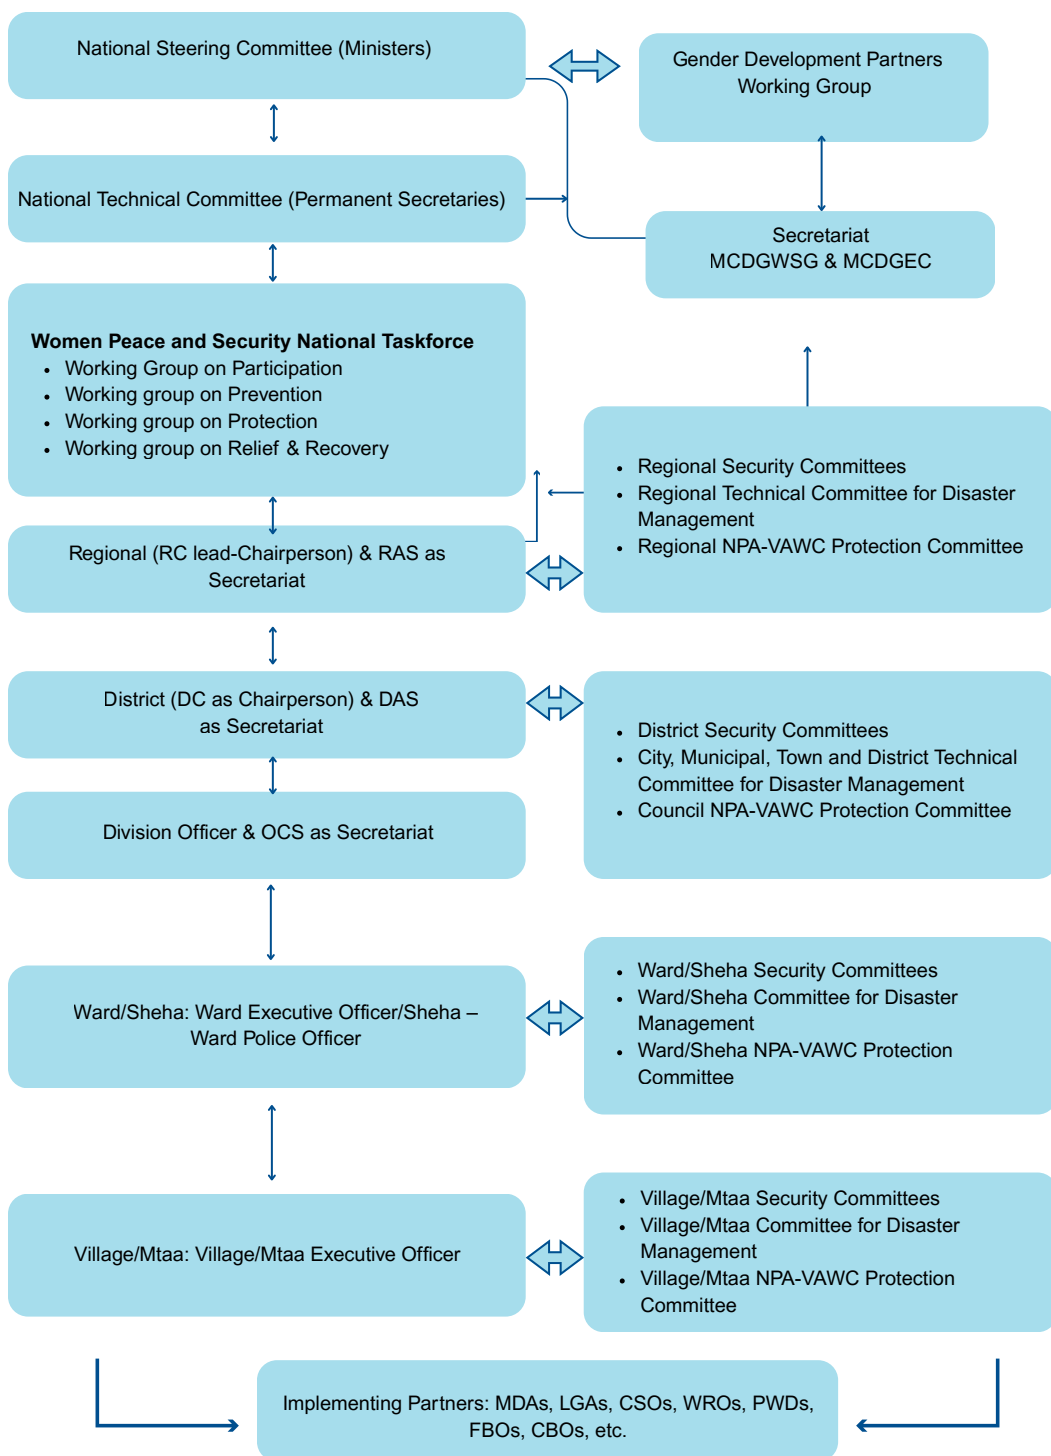 National Steering Committee (Ministers)
Gender Development Partners
Working Group
National Technical Committee (Permanent Secretaries)
Secretariat
MCDGWSG & MCDGEC
Women Peace and Security National Taskforce
• Working Group on Participation
• Working group on Prevention
• Working group on Protection
• Working group on Relief & Recovery
• Regional Security Committees
• Regional Technical Committee for Disaster
Management
• Regional NPA-VAWC Protection Committee
Regional (RC lead-Chairperson) & RAS as
Secretariat
District (DC as Chairperson) & DAS
as Secretariat
• District Security Committees
• City, Municipal, Town and District Technical
Committee for Disaster Management
• Council NPA-VAWC Protection Committee
Division Officer & OCS as Secretariat
Ward/Sheha: Ward Executive Officer/Sheha –
Ward Police Officer
• Ward/Sheha Security Committees
• Ward/Sheha Committee for Disaster
Management
• Ward/Sheha NPA-VAWC Protection
Committee
Village/Mtaa: Village/Mtaa Executive Officer
• Village/Mtaa Security Committees
• Village/Mtaa Committee for Disaster
Management
• Village/Mtaa NPA-VAWC Protection
Committee
Implementing Partners: MDAs, LGAs, CSOs, WROs, PWDs,
FBOs, CBOs, etc.